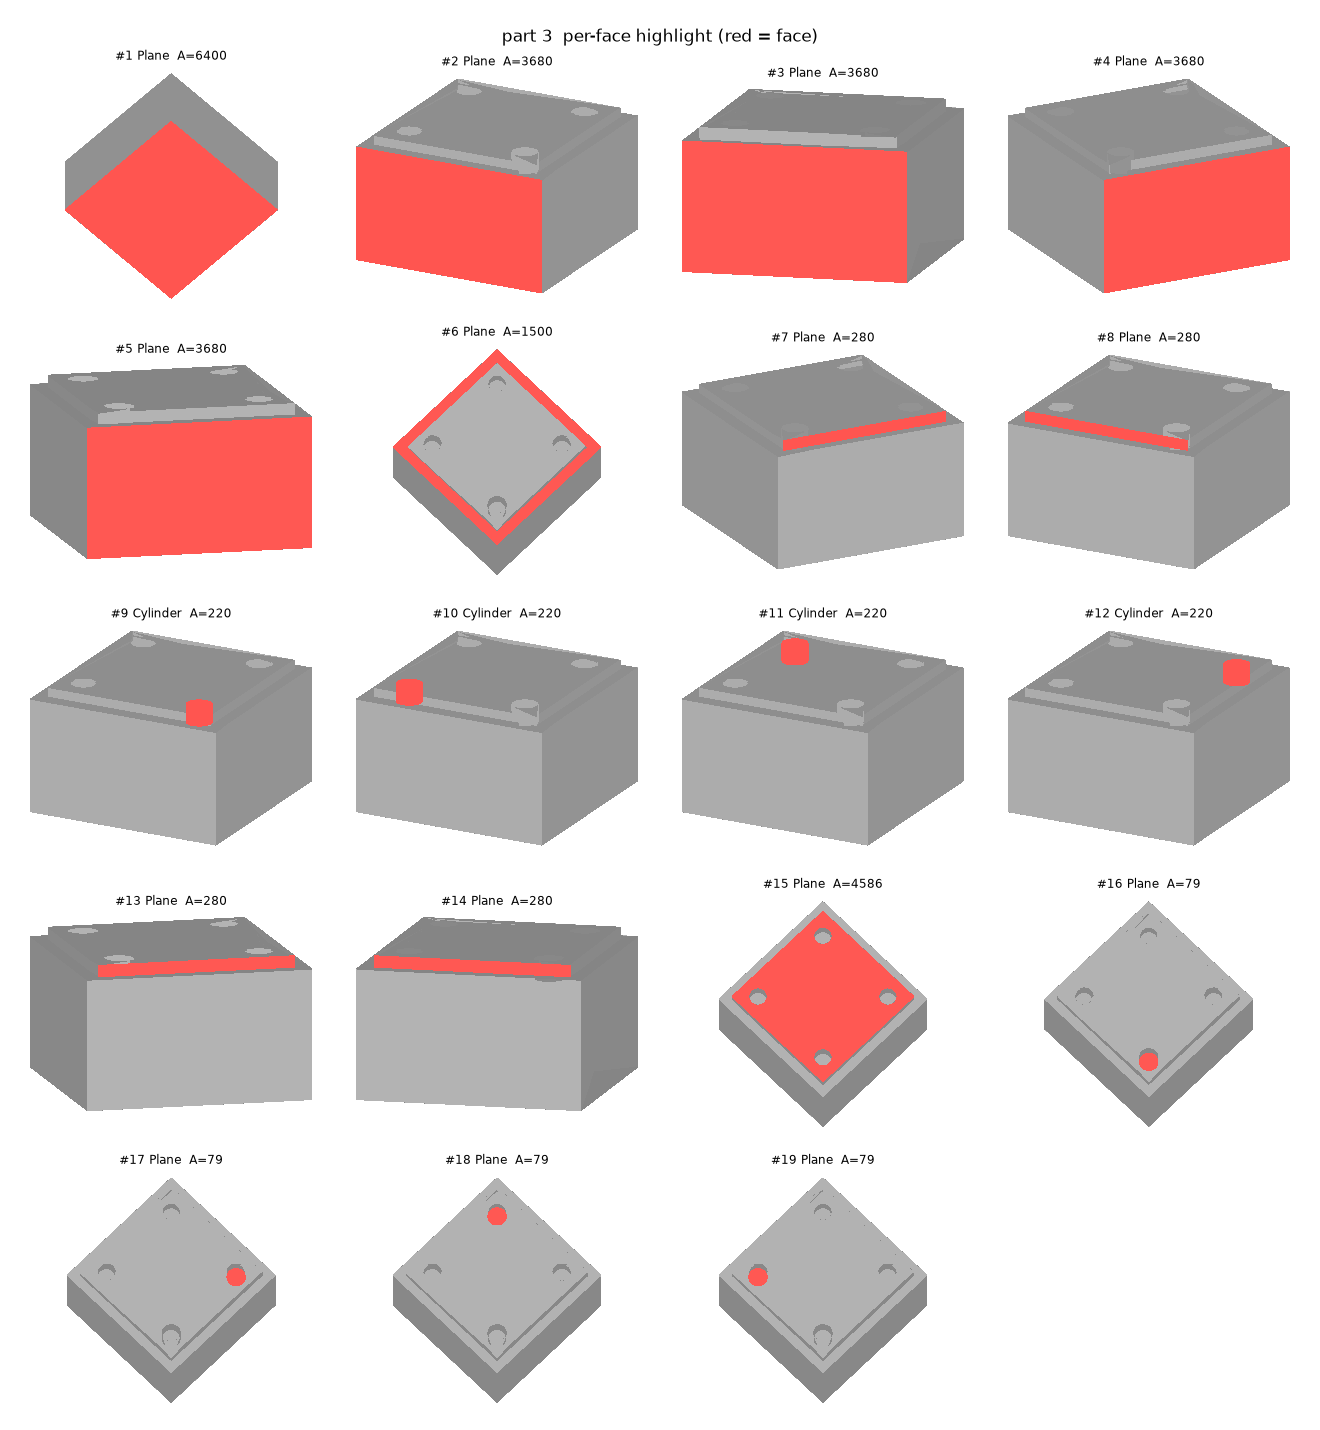 part 3  per-face highlight (red = face)
#1 Plane  A=6400
#2 Plane  A=3680
#3 Plane  A=3680
#4 Plane  A=3680
#5 Plane  A=3680
#6 Plane  A=1500
#7 Plane  A=280
#8 Plane  A=280
#9 Cylinder  A=220
#10 Cylinder  A=220
#11 Cylinder  A=220
#12 Cylinder  A=220
#13 Plane  A=280
#14 Plane  A=280
#15 Plane  A=4586
#16 Plane  A=79
#17 Plane  A=79
#18 Plane  A=79
#19 Plane  A=79